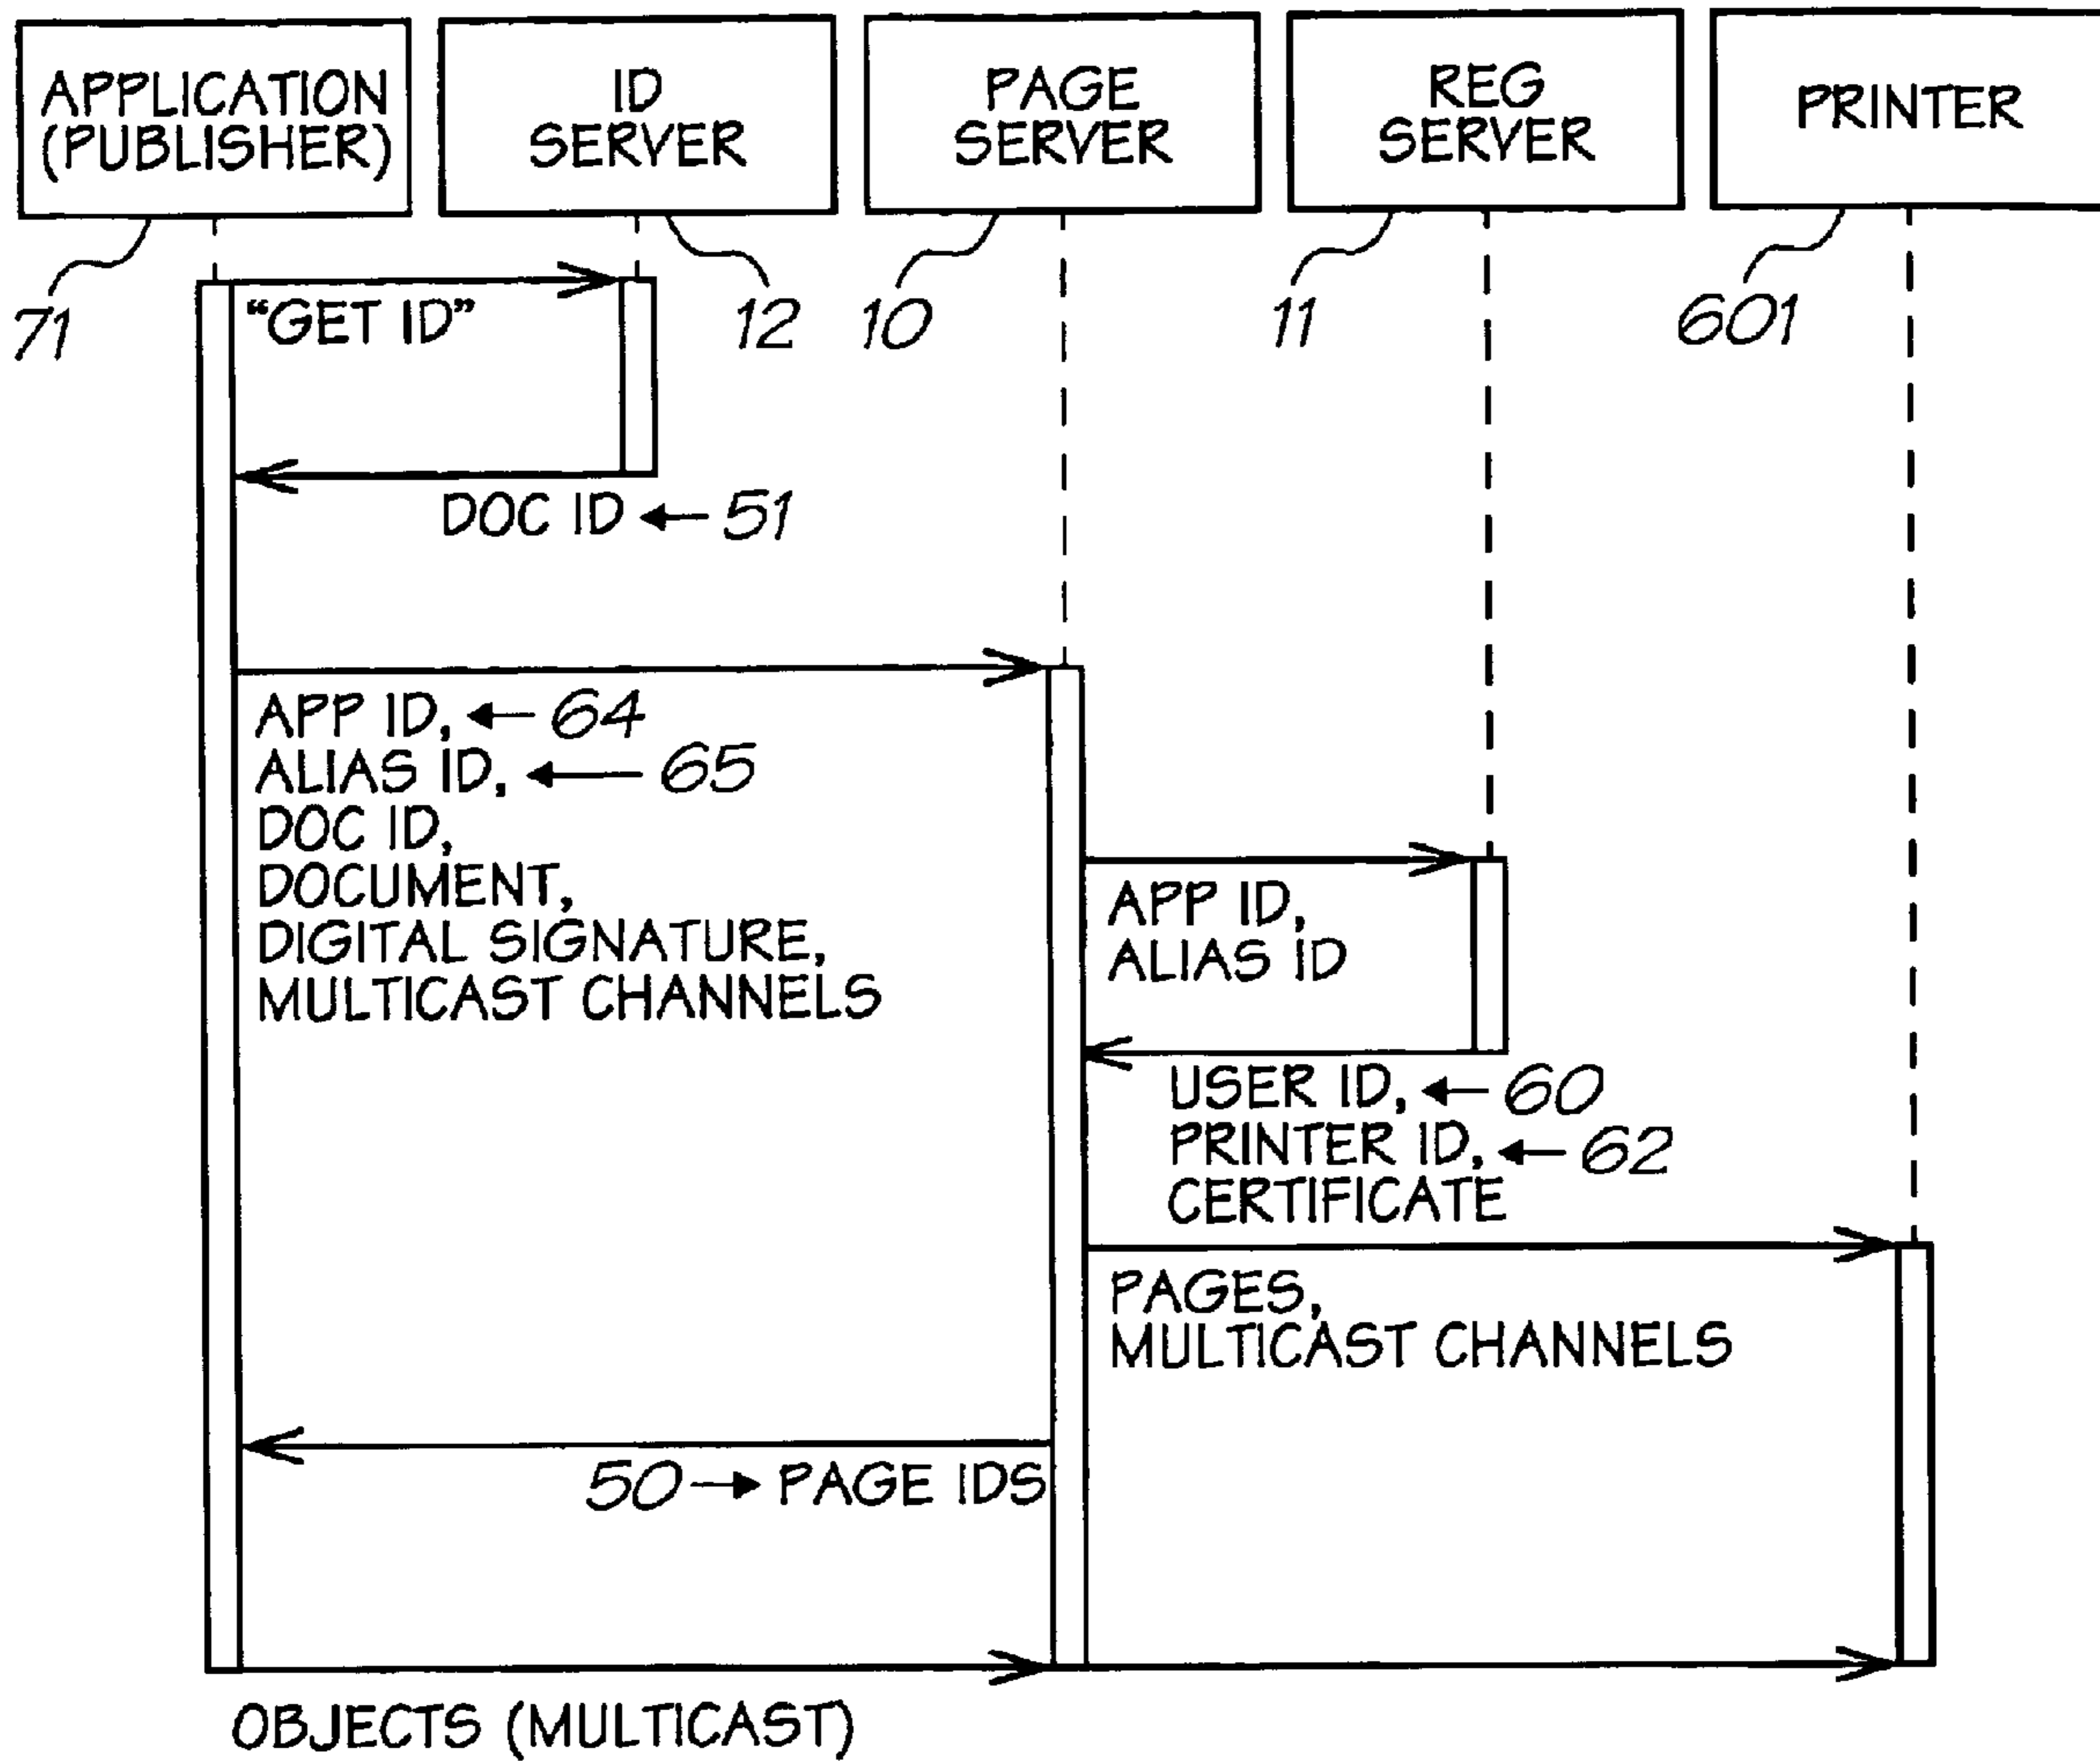 APPLICATION
(PUBLISHER)
ID
SERVER
PAGE
SERVER
REG
SERVER
PRINTER
71
12
10
11
601
“GET ID”
DOC ID
51
APP ID,
64
ALIAS ID,
65
DOC ID,
DOCUMENT,
DIGITAL SIGNATURE,
MULTICAST CHANNELS
APP ID,
ALIAS ID
USER ID,
60
PRINTER ID,
62
CERTIFICATE
PAGES,
MULTICAST CHANNELS
50
PAGE IDS
OBJECTS (MULTICAST)